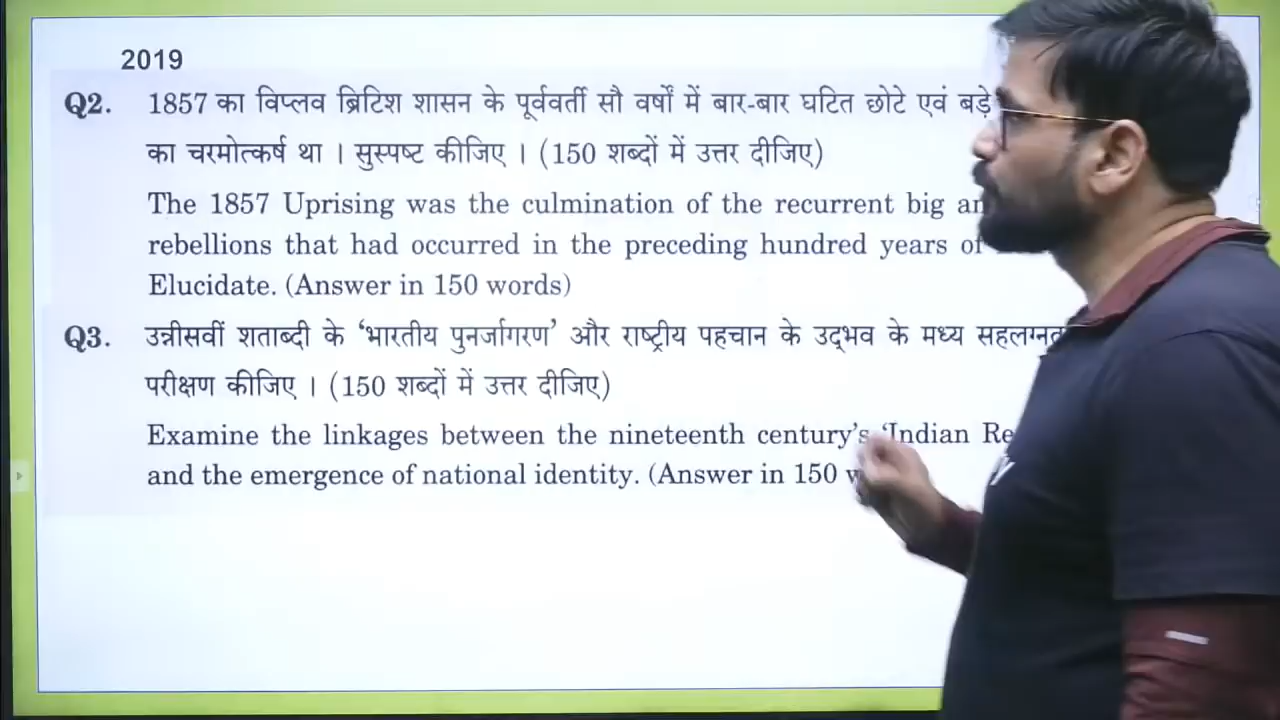 2019
Q2. 1857 का विप्लव ब्रिटिश शासन के पूर्ववर्ती सौ वर्षों में बार-बार घटित छोटे एवं बड़े
का चरमोत्कर्ष था । सुस्पष्ट कीजिए । (150 शब्दों में उत्तर दीजिए)
The 1857 Uprising was the culmination of the recurrent big
rebellions that had occurred in the preceding hundred years of
Elucidate. (Answer in 150 words)
Q3. उन्नीसवीं शताब्दी के ‘भारतीय पुनर्जागरण’ और राष्ट्रीय पहचान के उद्भव के मध्य
परीक्षण कीजिए । (150 शब्दों में उत्तर दीजिए)
Examine the linkages between the nineteenth century’s ‘Indian
and the emergence of national identity. (Answer in 150